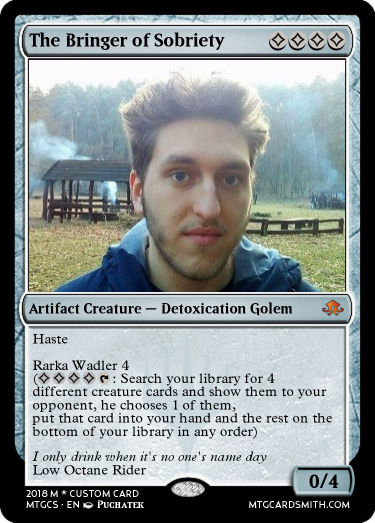 The Bringer of Sobriety
Artifact Creature — Detoxication Golem
Haste
Rarka Wadler 4
(: Search your library for 4
different creature cards and show them to your
opponent, he chooses 1 of them,
put that card into your hand and the rest on the
bottom of your library in any order)
I only drink when it's no one's name day
Low Octane Rider
0/4
2018 M * CUSTOM CARD
MTGCS · EN PUCHATEK
MTGCARDSMITH.COM